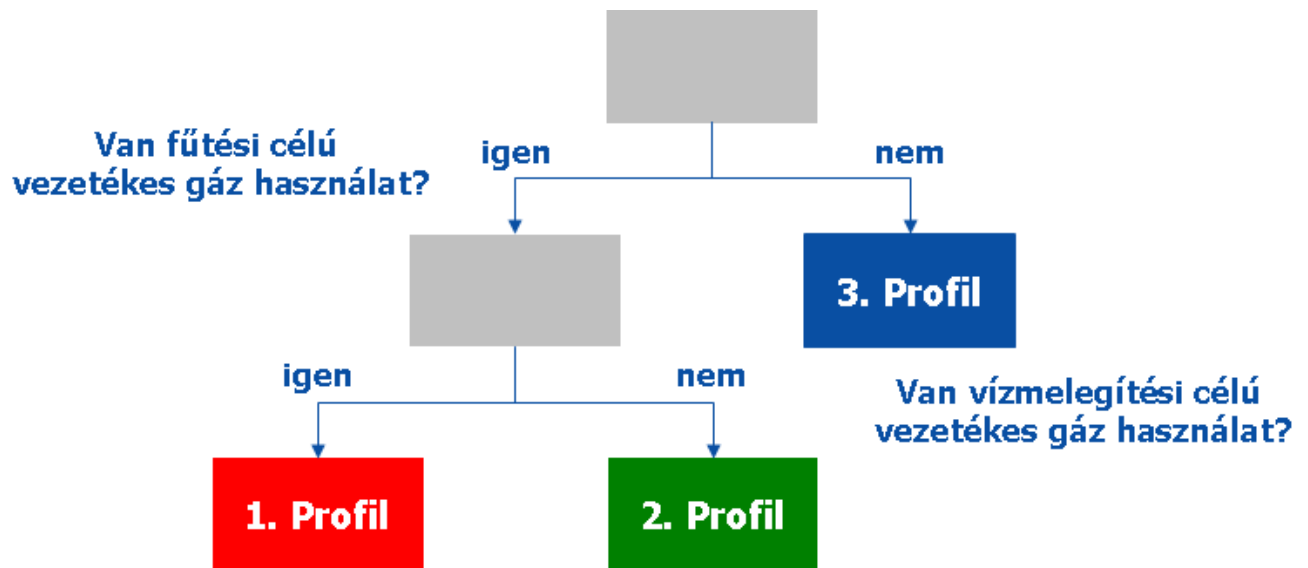 Van fűtési célú
vezetékes gáz használat?
igen
nem
3. Profil
igen
nem
Van vízmelegítési célú
vezetékes gáz használat?
1. Profil
2. Profil